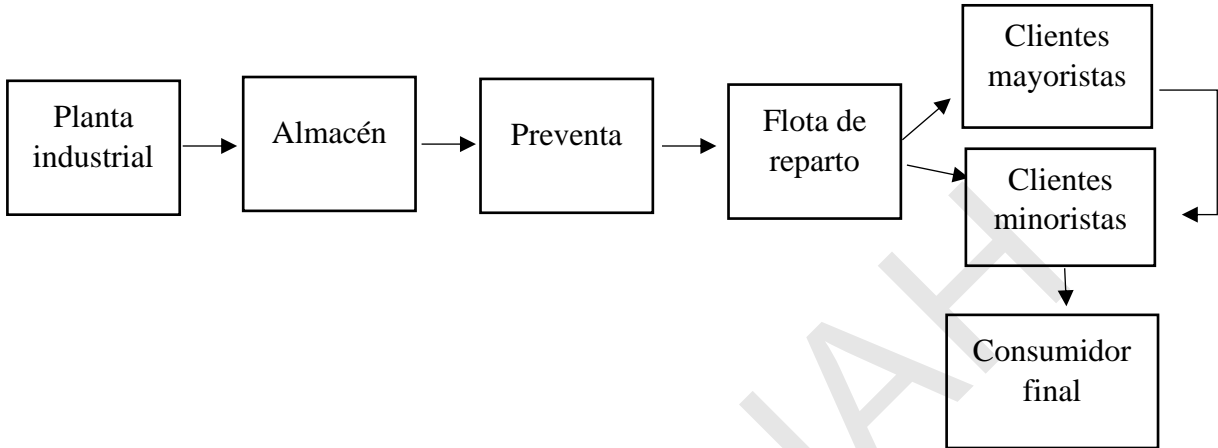 Planta
industrial
Almacén
Preventa
Flota de
reparto
Clientes
mayoristas
Clientes
minoristas
Consumidor
final